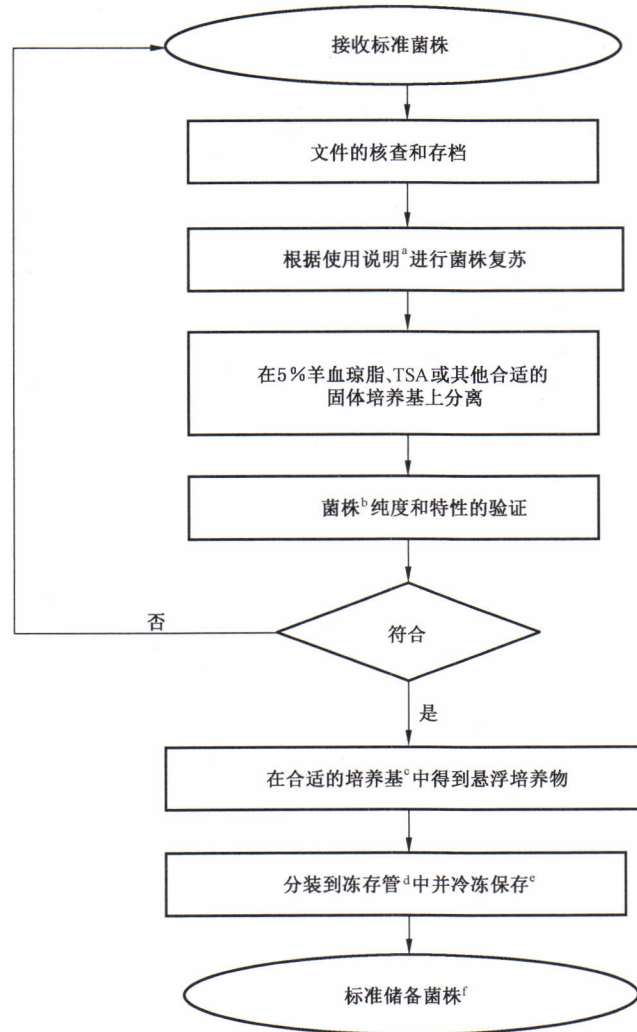 接收标准菌株
文件的核查和存档
根据使用说明ᵃ进行菌株复苏
在5%羊血琼脂、TSA或其他合适的
固体培养基上分离
菌株ᵇ纯度和特性的验证
否
符合
是
在合适的培养基ᶜ中得到悬浮培养物
分装到冻存管ᵈ中并冷冻保存ᵉ
标准储备菌株ᶠ